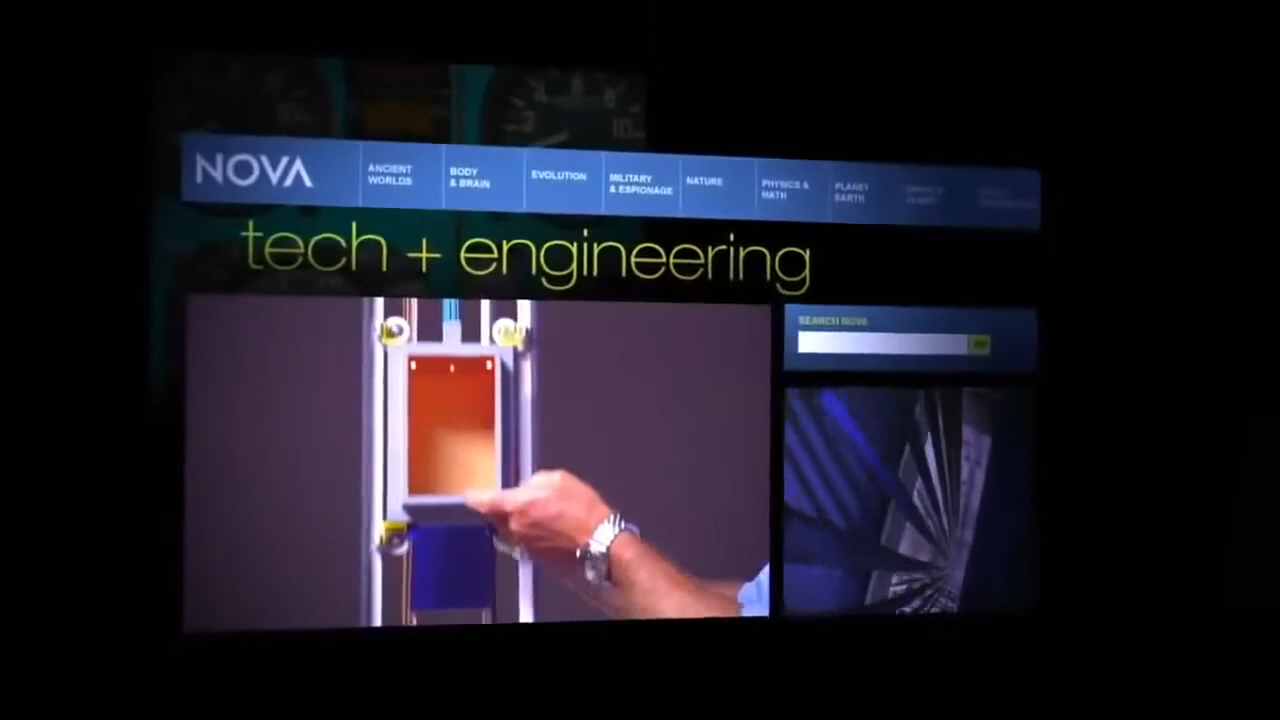 NOVA
ANCIENT
WORLDS
BODY
& BRAIN
EVOLUTION
MILITARY
& ESPIONAGE
NATURE
PHYSICS &
MATH
PLANET
EARTH
tech + engineering
SEARCH NOVA